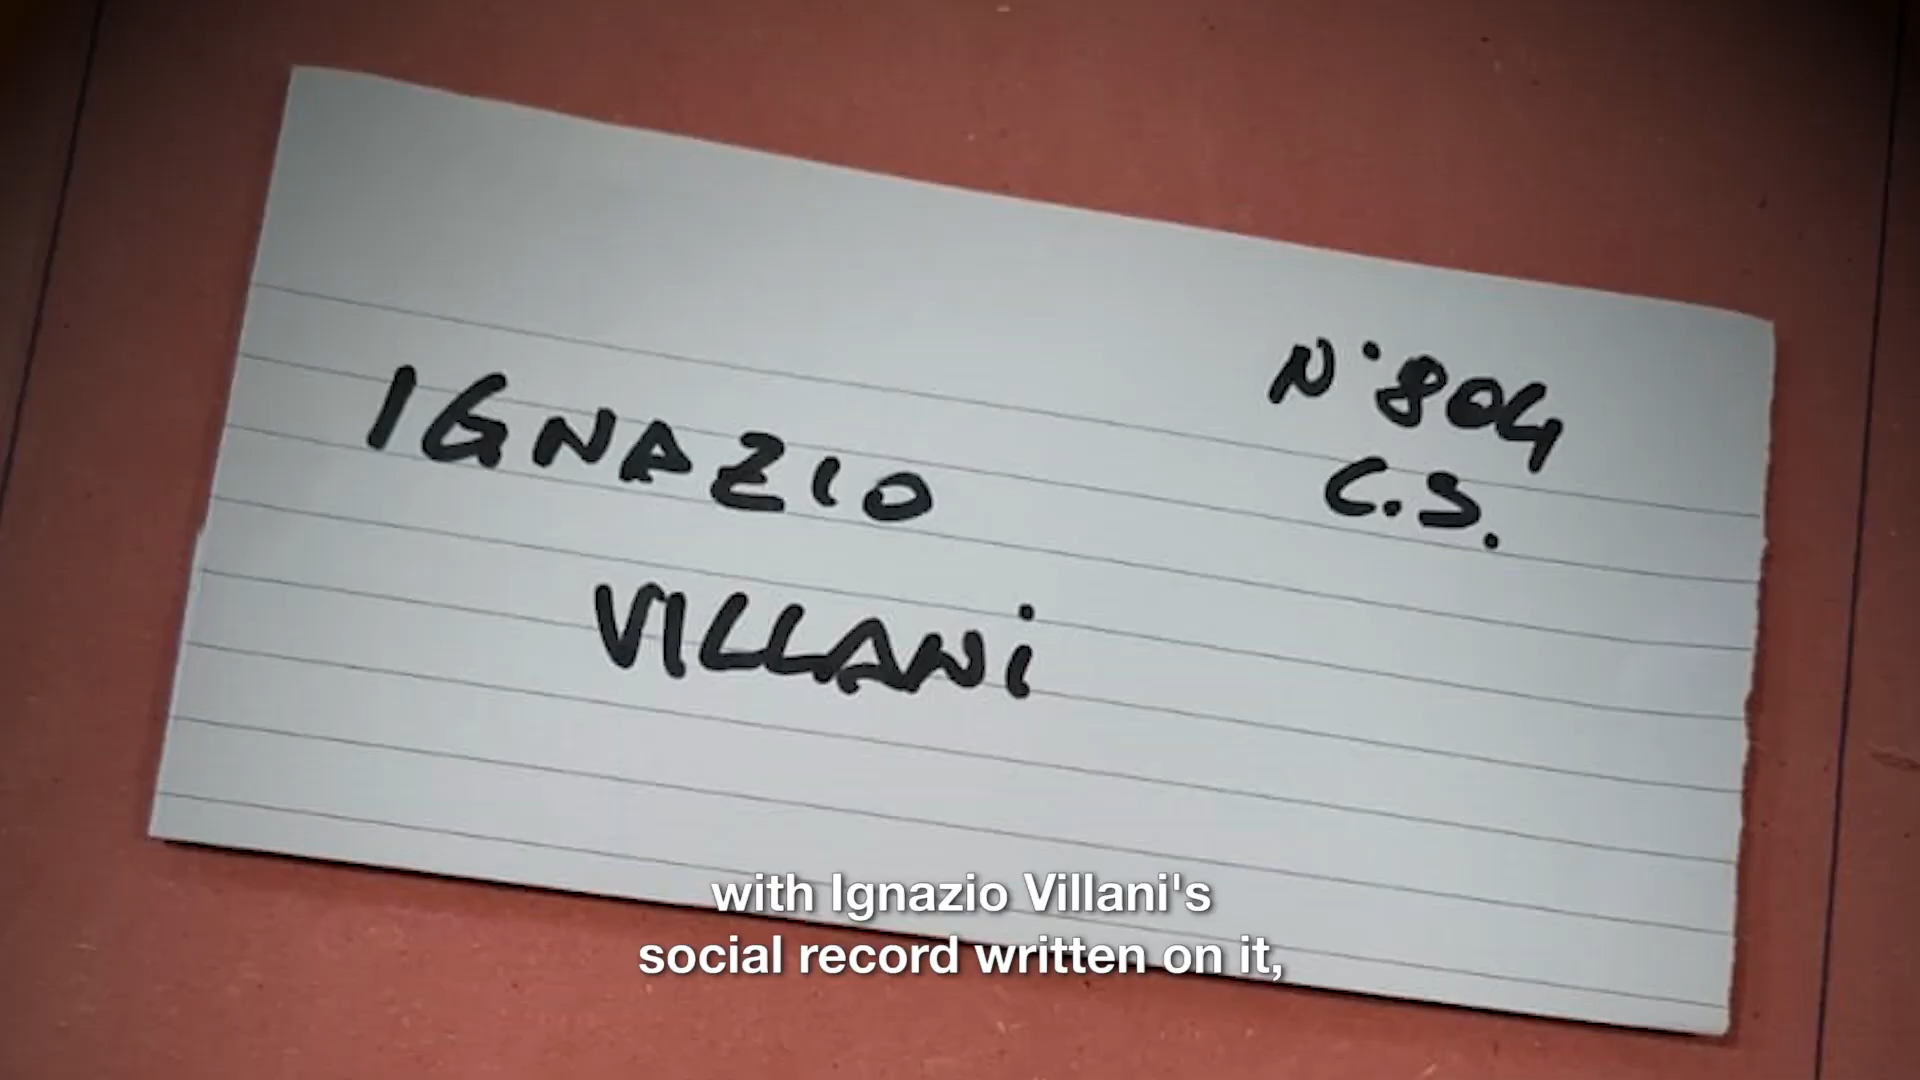 N° 804
C.S.
IGNAZIO
VILLANI
with Ignazio Villani's
social record written on it,